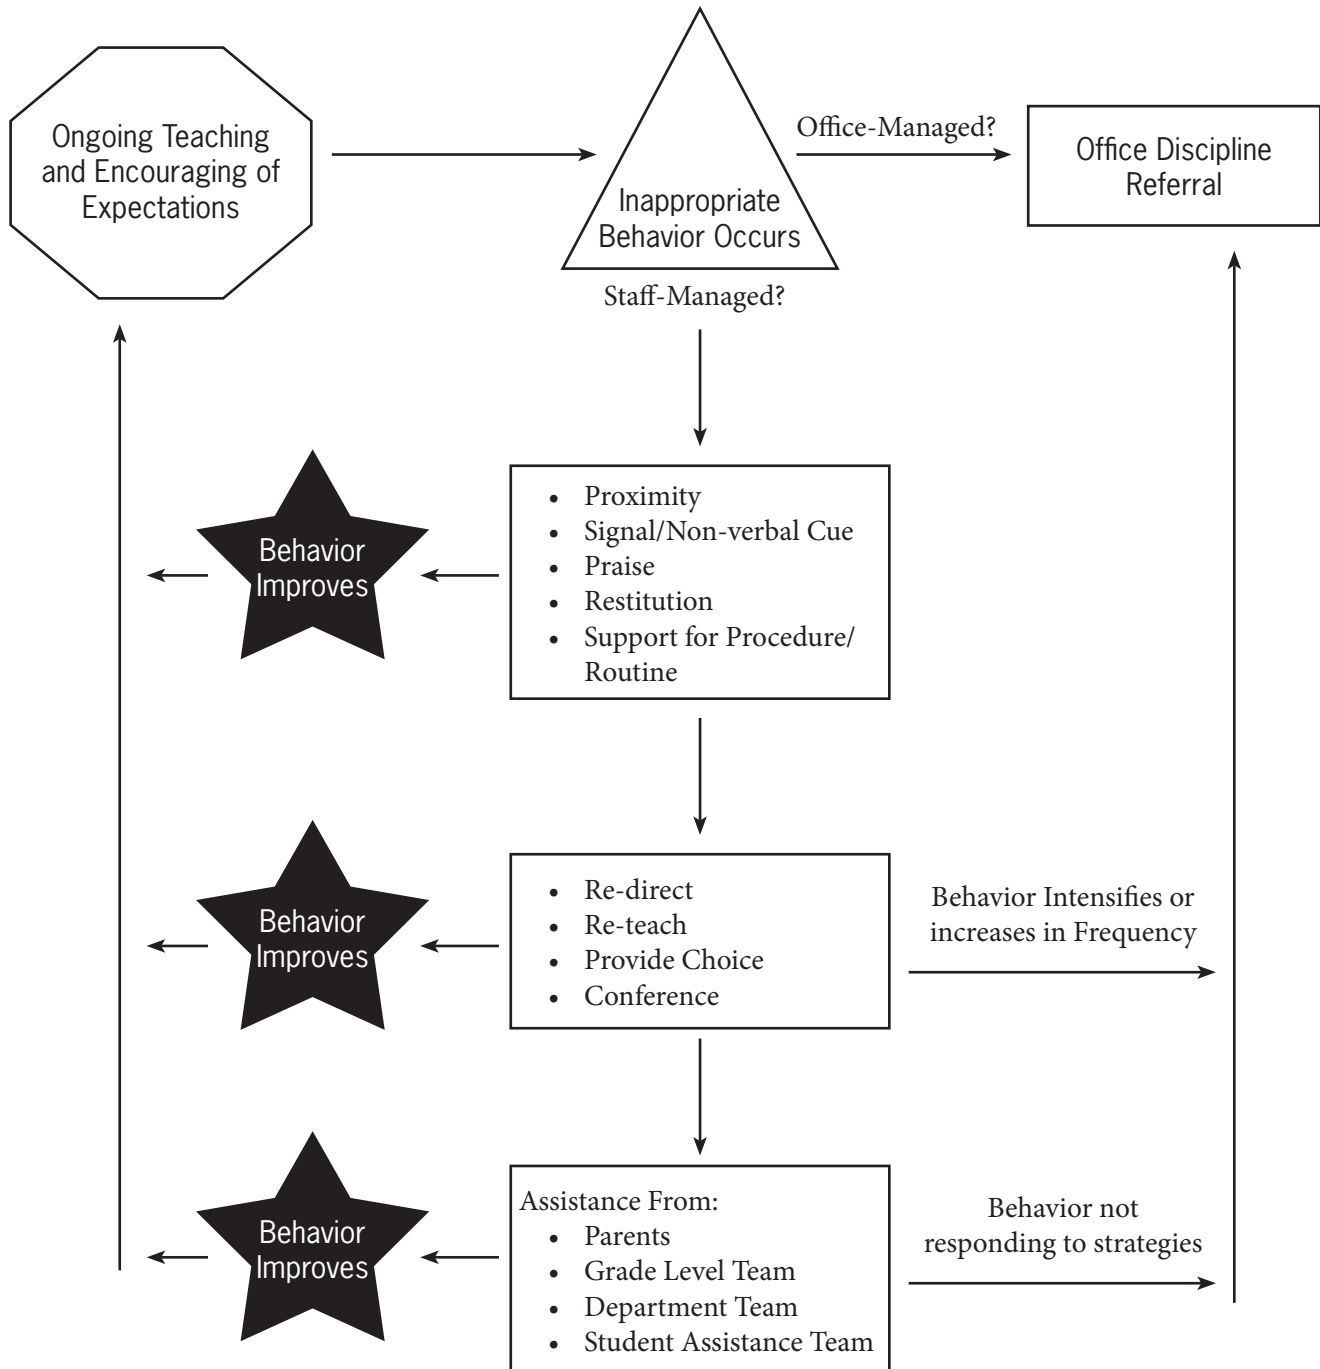 Ongoing Teaching
and Encouraging of
Expectations
Inappropriate
Behavior Occurs
Office-Managed?
Office Discipline
Referral
Staff-Managed?
• Proximity
• Signal/Non-verbal Cue
• Praise
• Restitution
• Support for Procedure/
Routine
Behavior
Improves
• Re-direct
• Re-teach
• Provide Choice
• Conference
Behavior
Improves
Behavior Intensifies or
increases in Frequency
Assistance From:
• Parents
• Grade Level Team
• Department Team
• Student Assistance Team
Behavior
Improves
Behavior not
responding to strategies